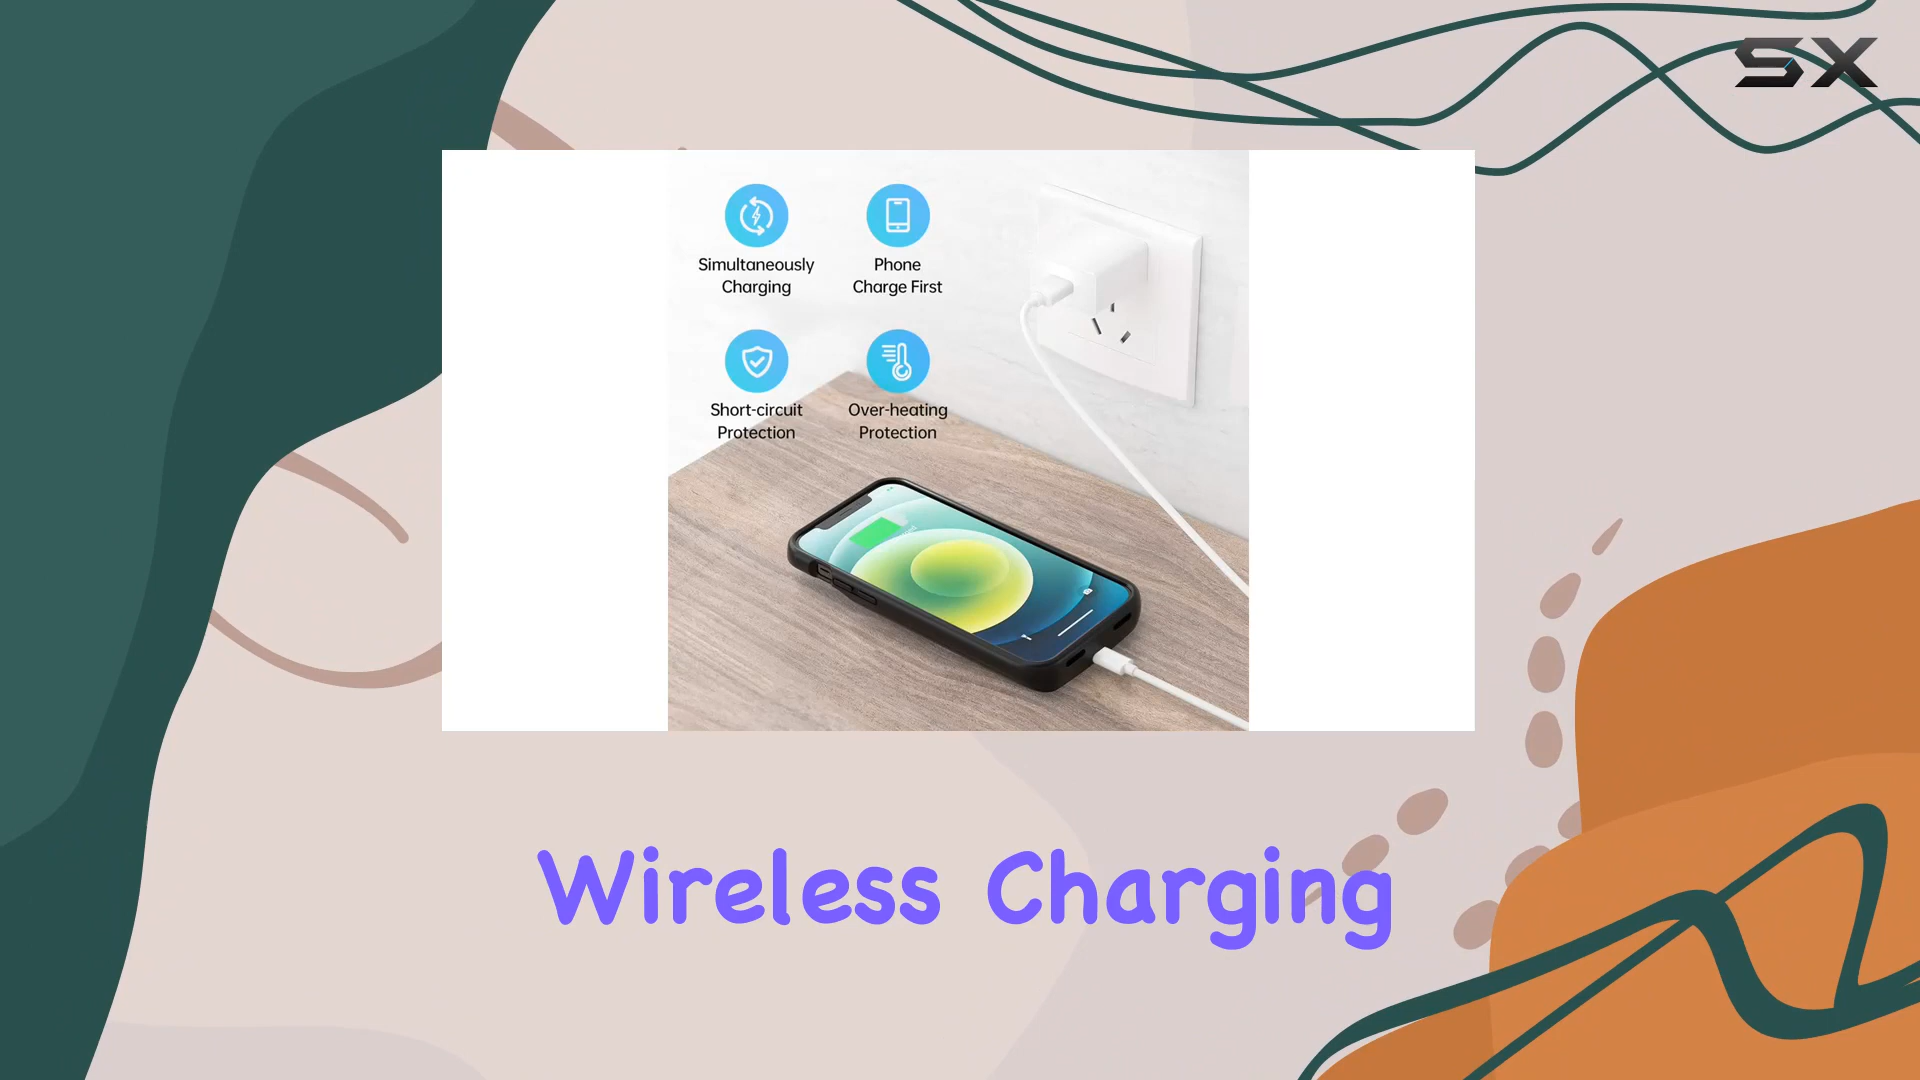 SX
Simultaneously
Charging
Phone
Charge First
Short-circuit
Protection
Over-heating
Protection
Wireless Charging